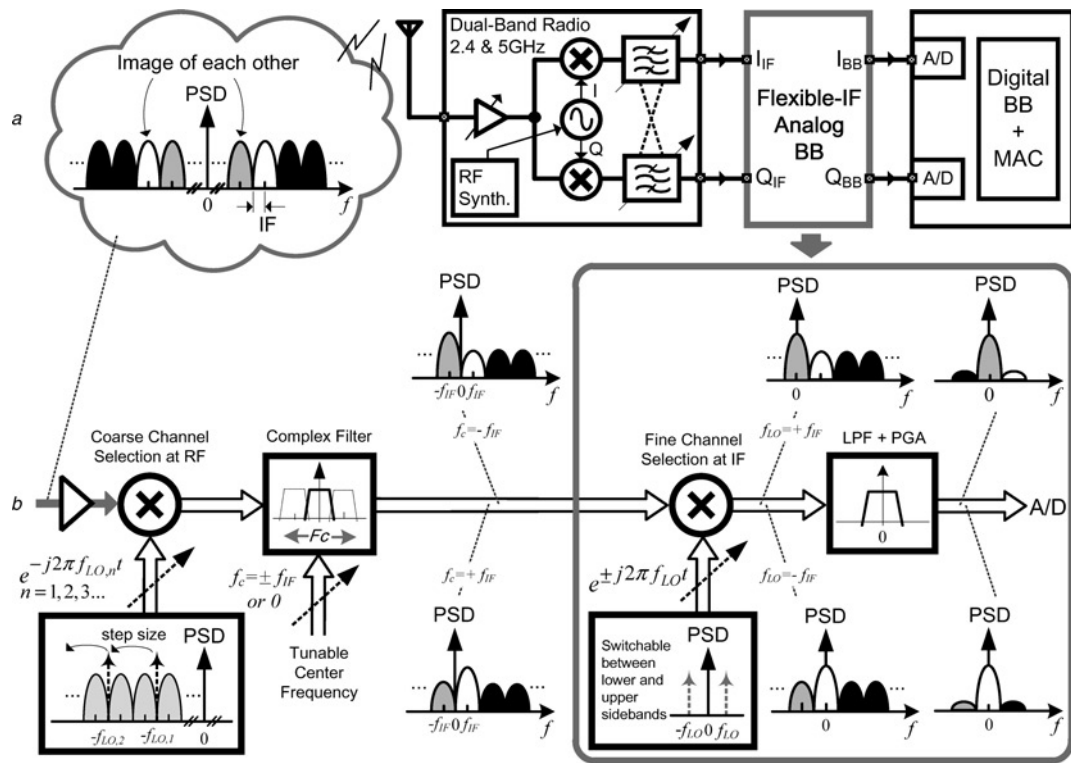 a
Image of each other
PSD
...
...
0
f
IF
Dual-Band Radio
2.4 & 5GHz
I
Q
RF
Synth.
I_IF
Q_IF
Flexible-IF
Analog
BB
I_BB
Q_BB
A/D
A/D
Digital
BB
+
MAC
b
Coarse Channel
Selection at RF
Complex Filter
Fc
e^-j2πf_LO,n t
n=1,2,3...
f_c=± f_IF
or 0
Tunable
Center
Frequency
step size
PSD
...
...
-f_LO,2
-f_LO,1
0
PSD
...
...
-f_IF 0 f_IF
f
f_c=- f_IF
f_c=+ f_IF
PSD
...
...
-f_IF 0 f_IF
f
Fine Channel
Selection at IF
e^±j2πf_LO t
Switchable
between
lower and
upper
sidebands
PSD
-f_LO 0 f_LO
PSD
...
...
0
f
f_LO=+ f_IF
f_LO=- f_IF
LPF + PGA
0
A/D
PSD
0
f
PSD
...
...
0
f
PSD
0
f